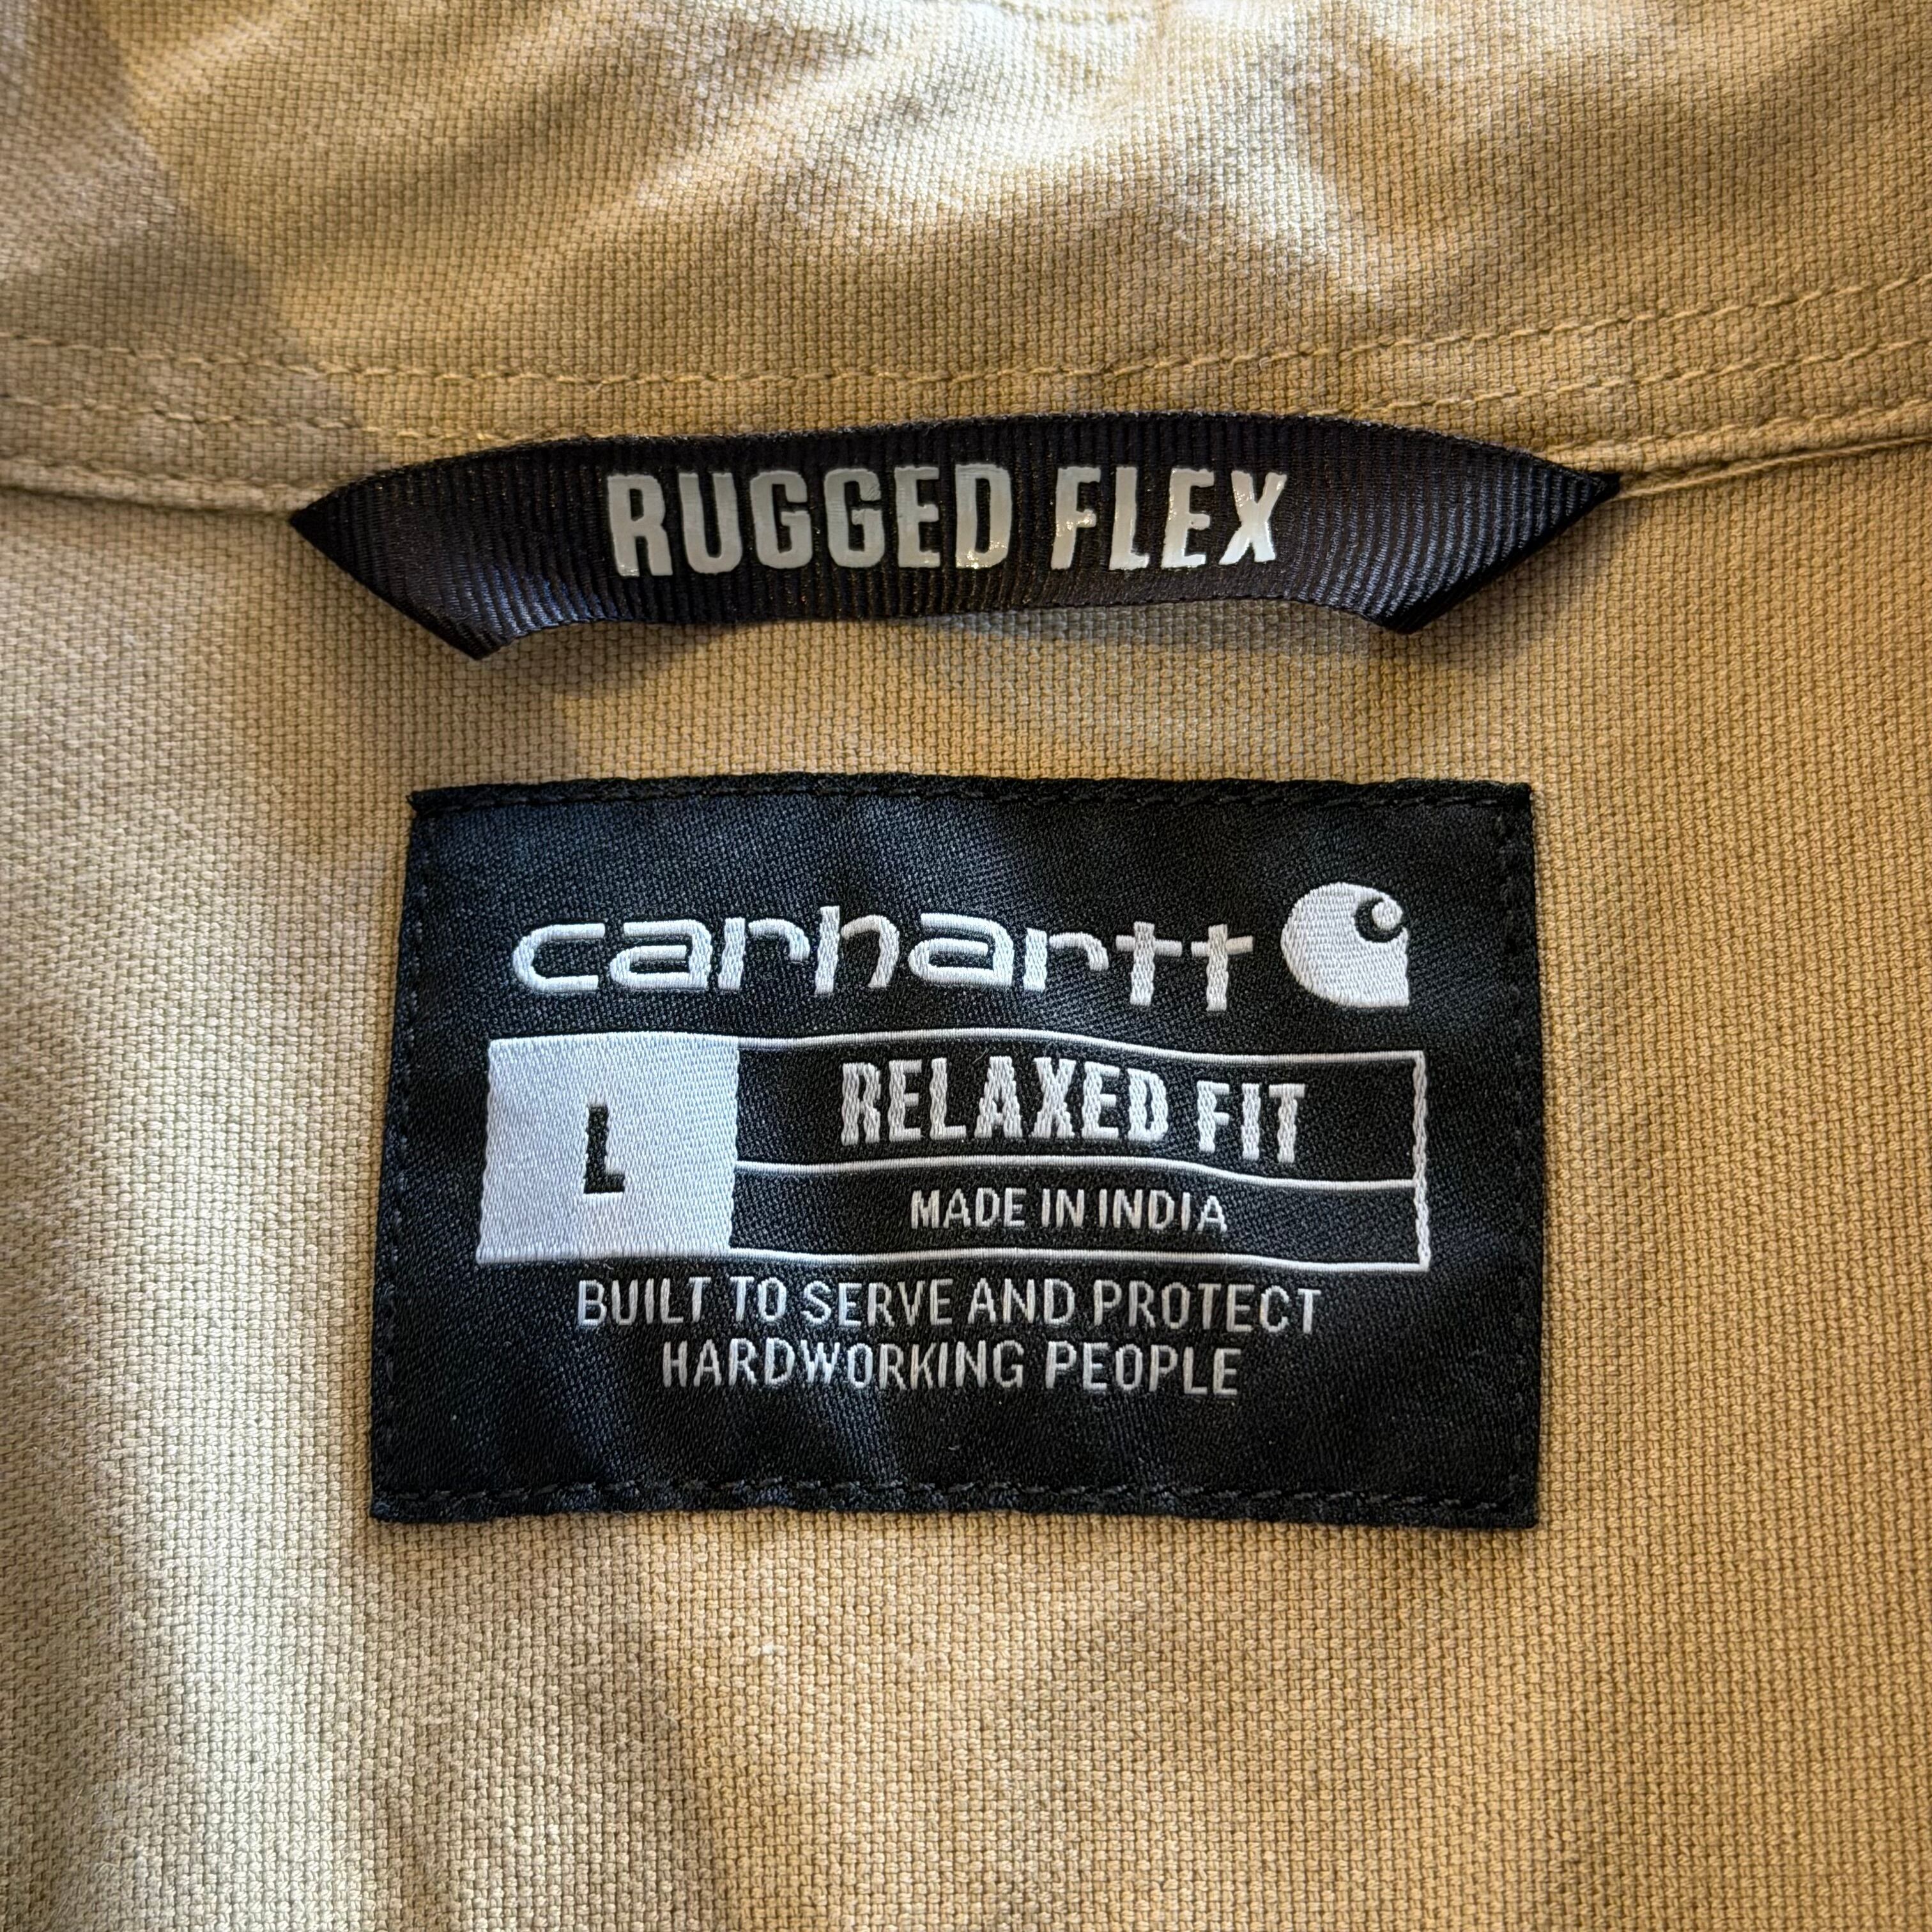 RUGGED FLEX
carhartt
L
RELAXED FIT
MADE IN INDIA
BUILT TO SERVE AND PROTECT
HARDWORKING PEOPLE